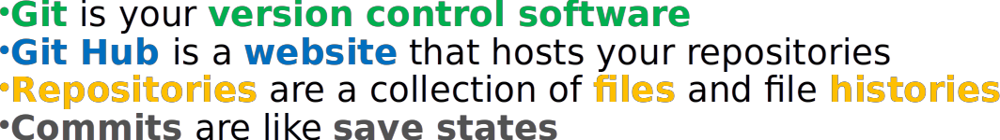 •Git is your version control software
•Git Hub is a website that hosts your repositories
•Repositories are a collection of files and file histories
•Commits are like save states